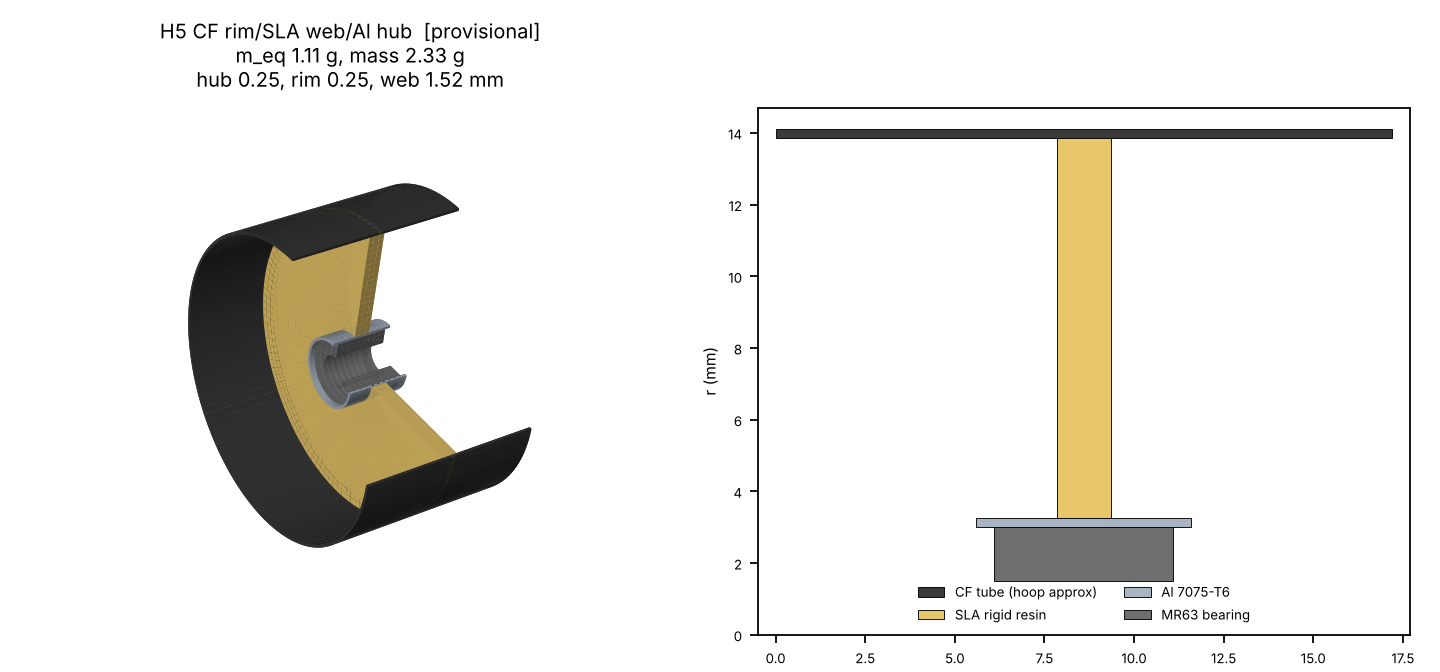 H5 CF rim/SLA web/Al hub  [provisional]
m_eq 1.11 g, mass 2.33 g
hub 0.25, rim 0.25, web 1.52 mm
14
12
10
8
6
4
2
0
r (mm)
CF tube (hoop approx)
Al 7075-T6
SLA rigid resin
MR63 bearing
0.0
2.5
5.0
7.5
10.0
12.5
15.0
17.5